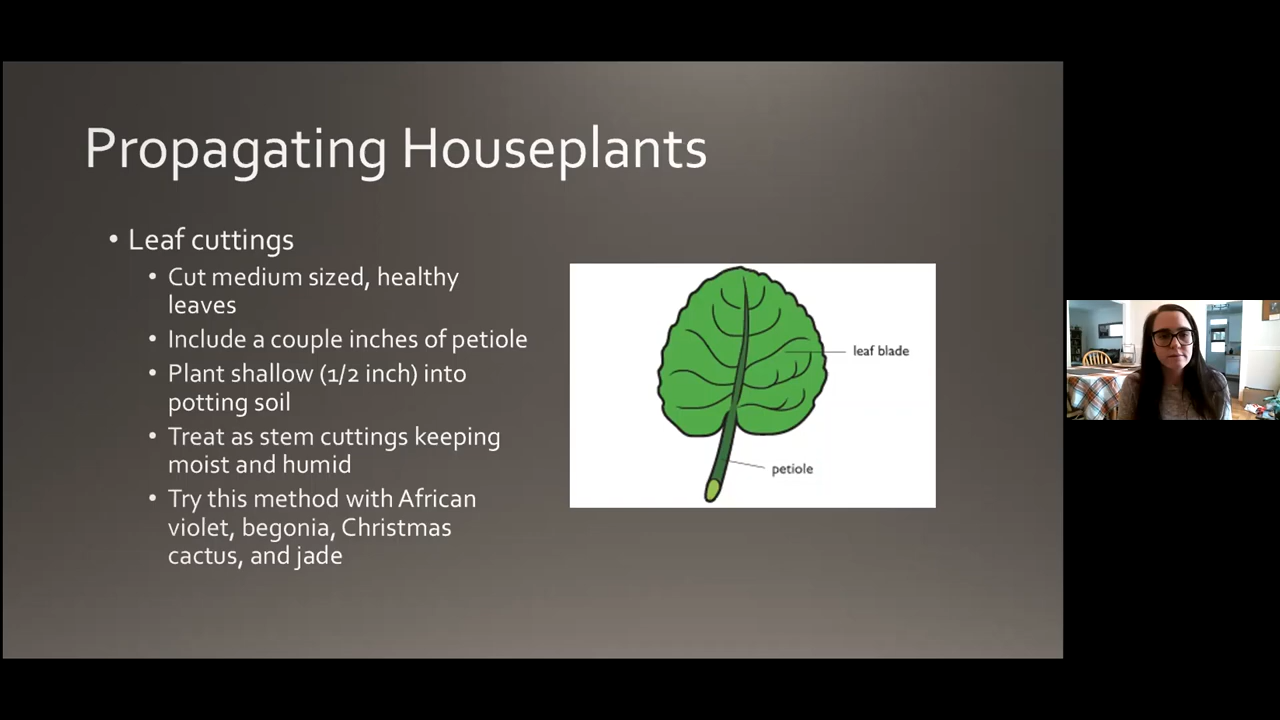 Propagating Houseplants
• Leaf cuttings
• Cut medium sized, healthy
leaves
• Include a couple inches of petiole
• Plant shallow (1/2 inch) into
potting soil
• Treat as stem cuttings keeping
moist and humid
• Try this method with African
violet, begonia, Christmas
cactus, and jade
leaf blade
petiole